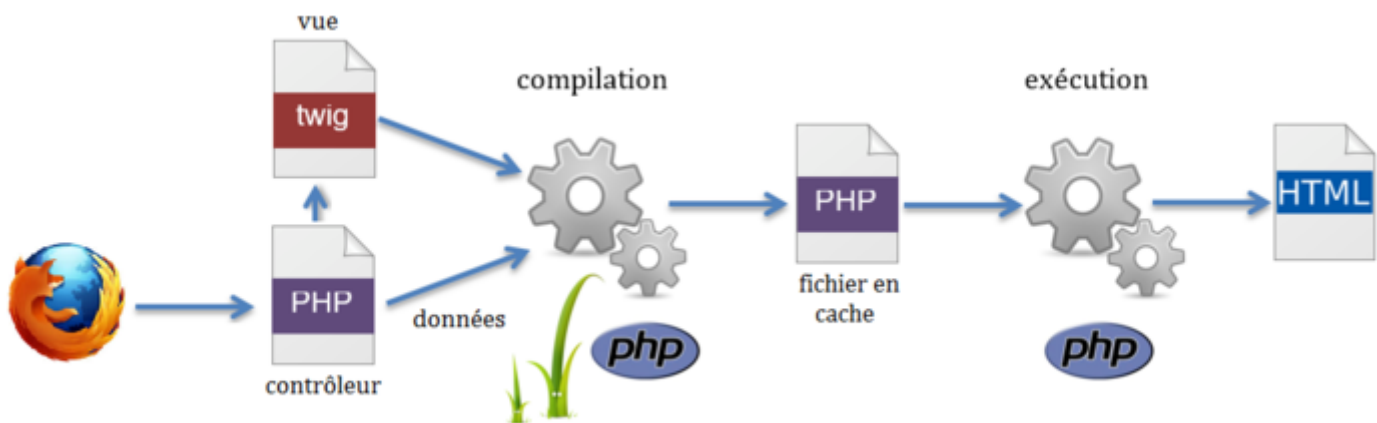 vue
twig
PHP
contrôleur
données
compilation
php
PHP
fichier en
cache
exécution
php
HTML